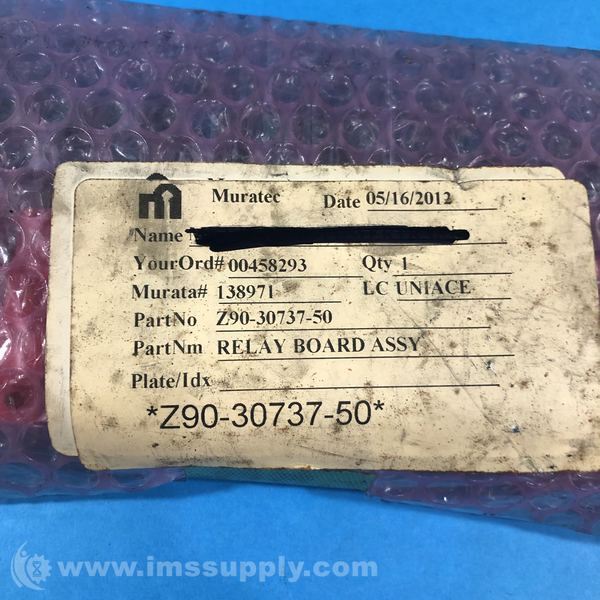 Muratec Date 05/16/2012
Name
YourOrd# 00458293 Qty 1
Murata# 138971 LC UNIACE
PartNo Z90-30737-50
PartNm RELAY BOARD ASSY
Plate/Idx
*Z90-30737-50*
www.imssupply.com